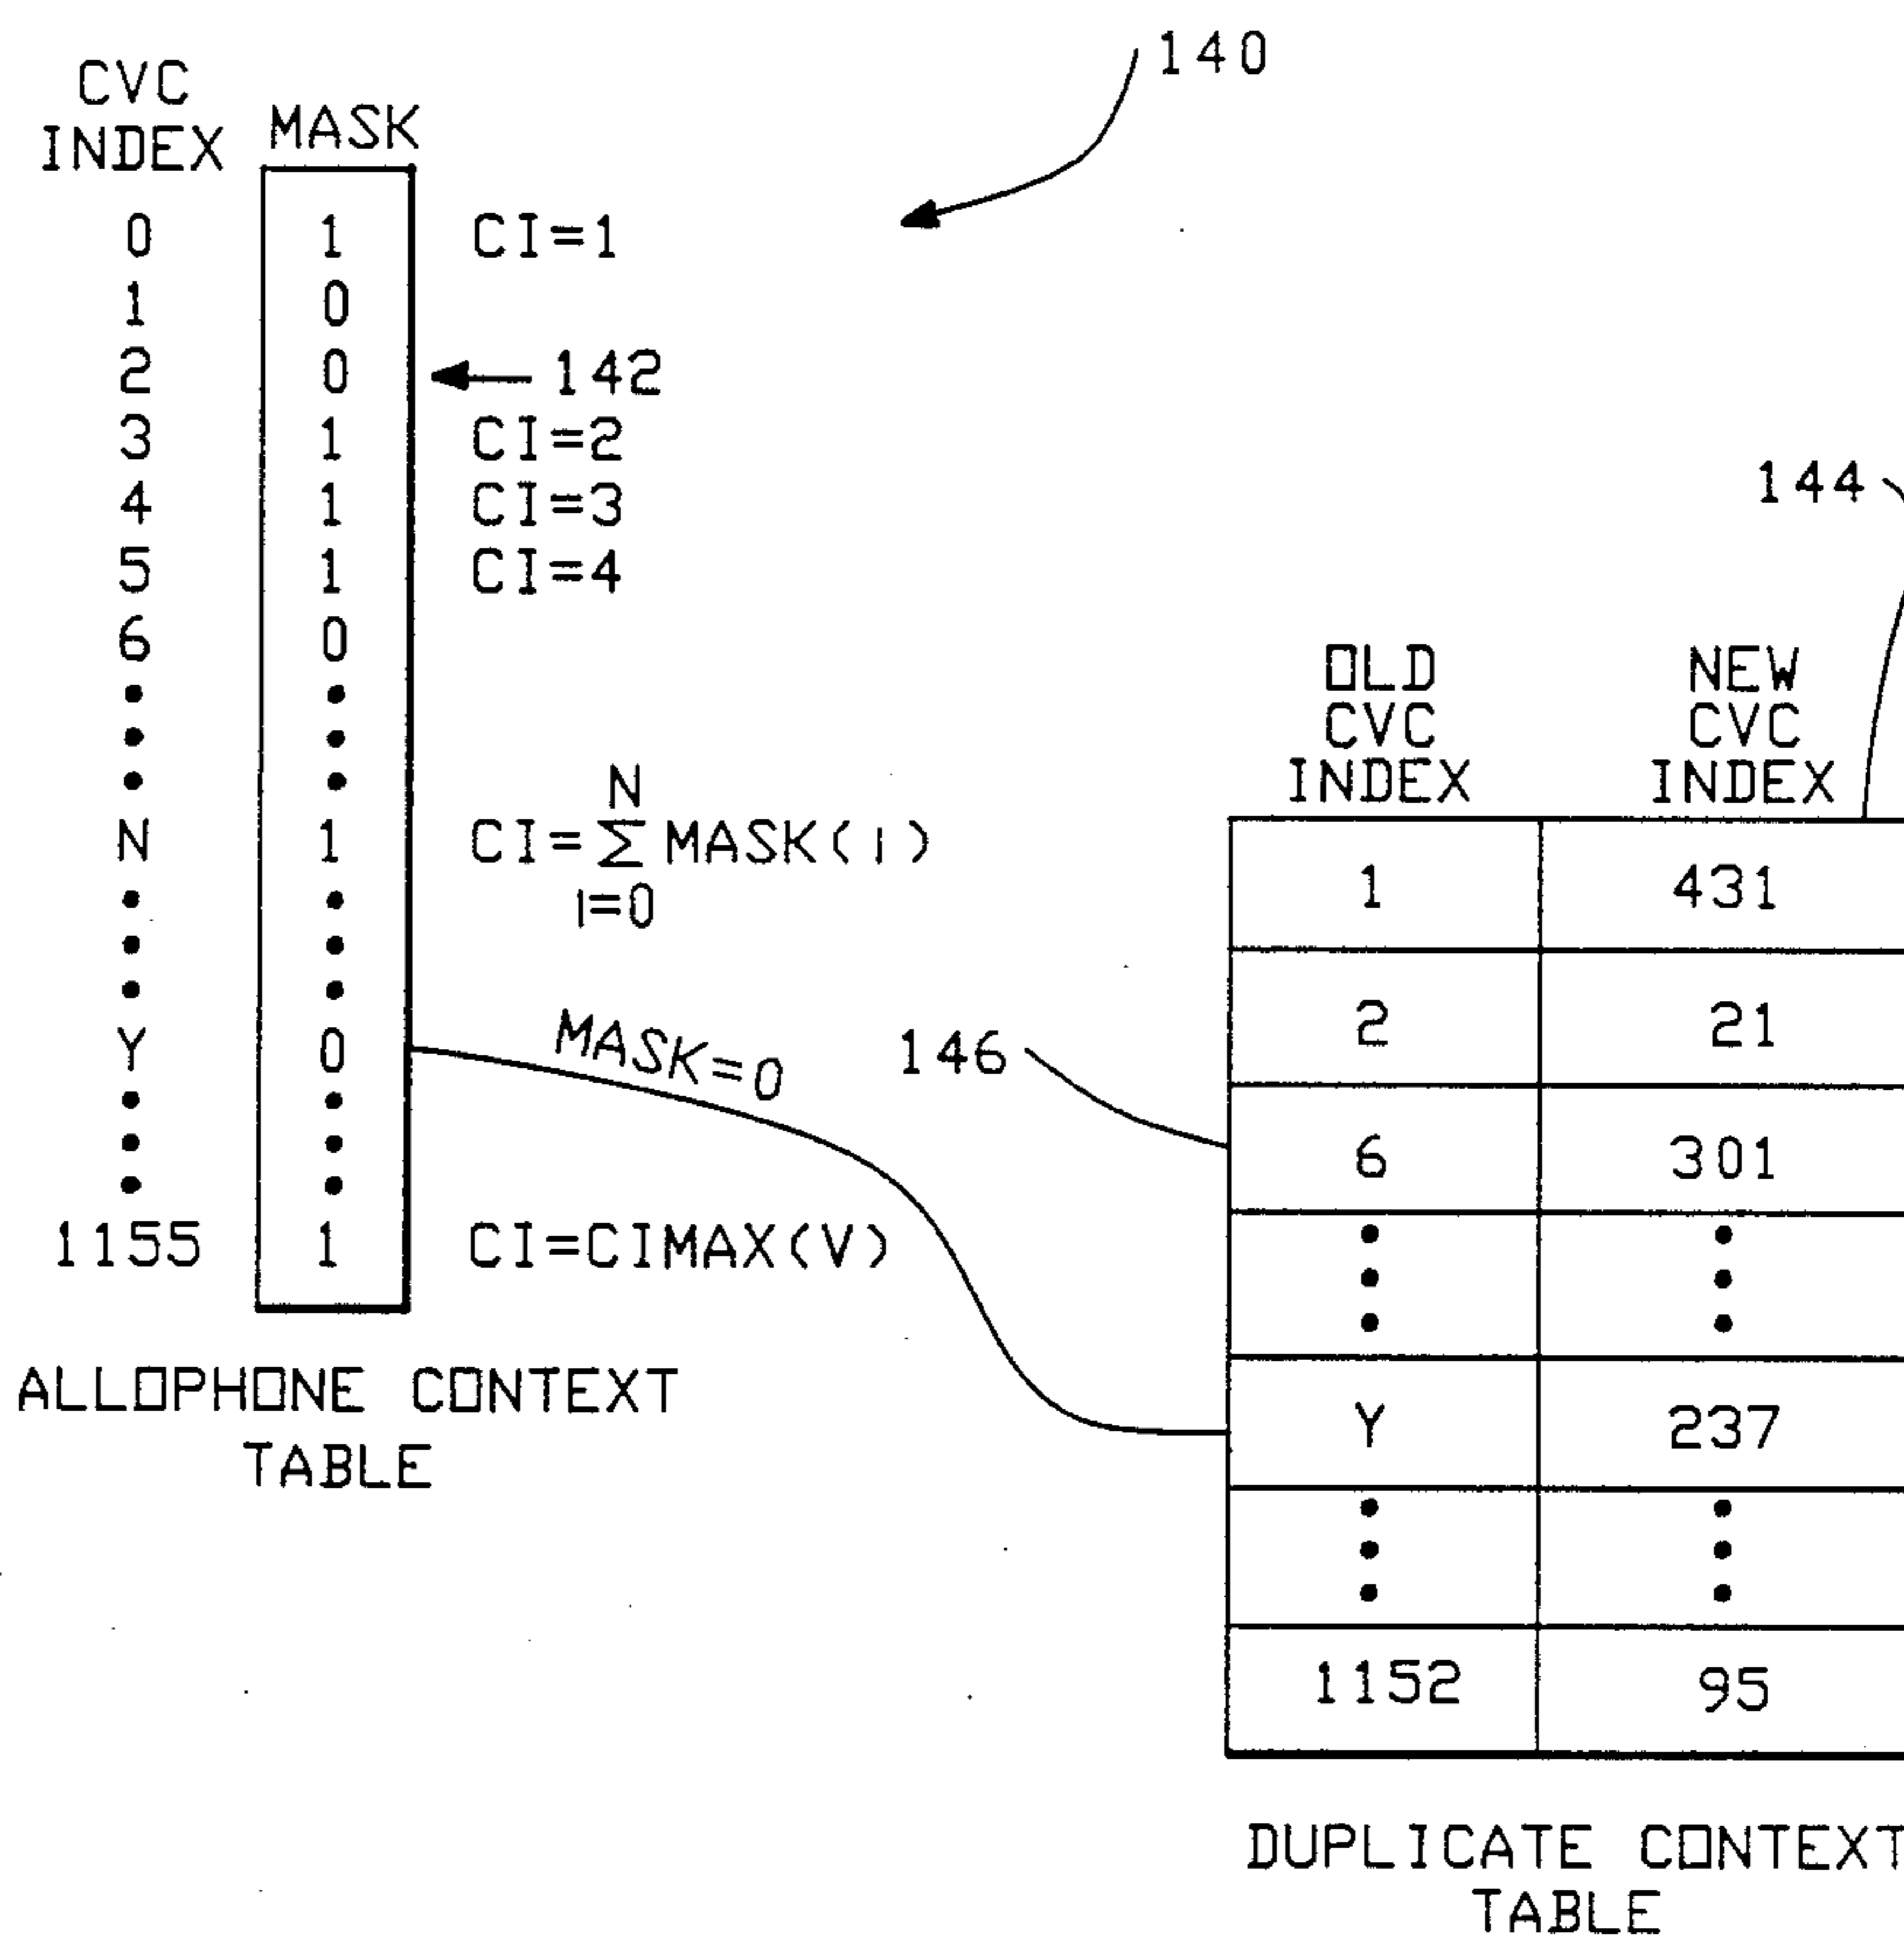 140
CVC
INDEX MASK
0 1 CI=1
1 0
2 0 142
3 1 CI=2
4 1 CI=3
5 1 CI=4
6 0
N 1 CI=ΣMASK(i)
N
i=0
Y 0 MASK=0
1155 1 CI=CIMAX(V)
ALLOPHONE CONTEXT
TABLE
144
146
OLD NEW
CVC CVC
INDEX INDEX
1 431
2 21
6 301
Y 237
1152 95
DUPLICATE CONTEXT
TABLE